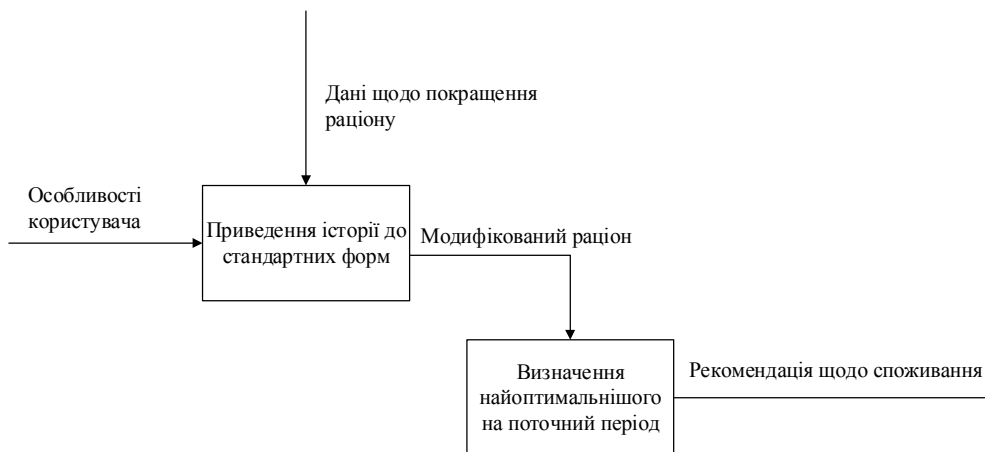 Дані щодо покращення
раціону
Особливості
користувача
Приведення історії до
стандартних форм
Модифікований раціон
Визначення
найоптимальнішого
на поточний період
Рекомендація щодо споживання